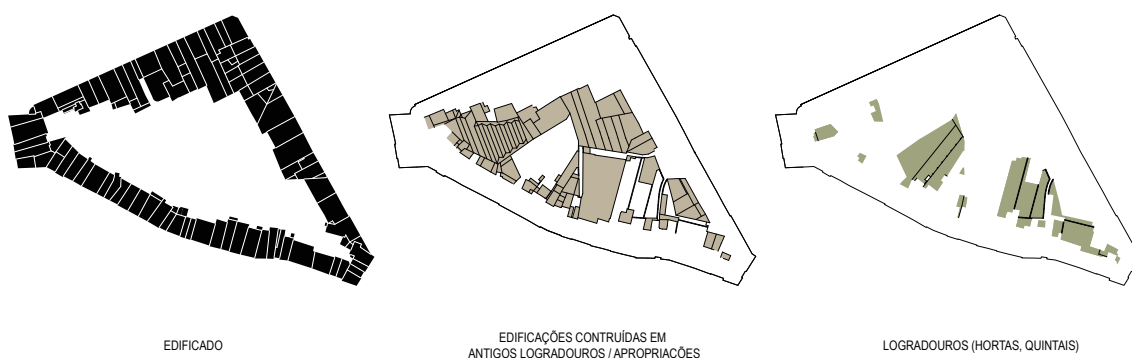 EDIFICADO
EDIFICAÇÕES CONTRUÍDAS EM
ANTIGOS LOGRADOUROS / APROPRIAÇÕES
LOGRADOUROS (HORTAS, QUINTAIS)